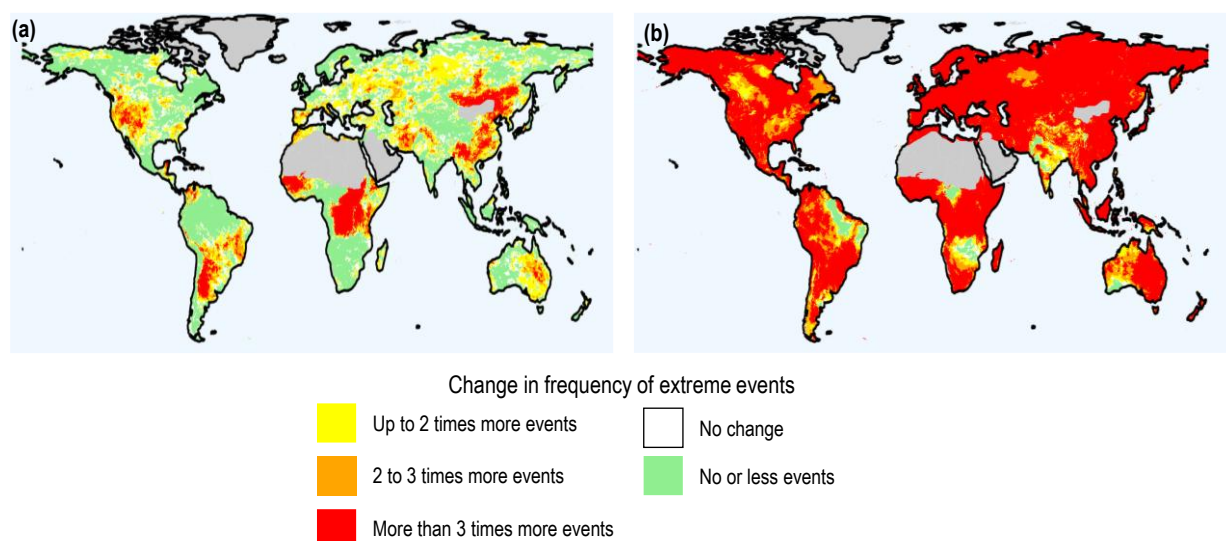 (a)
(b)
Change in frequency of extreme events
Up to 2 times more events
No change
2 to 3 times more events
No or less events
More than 3 times more events